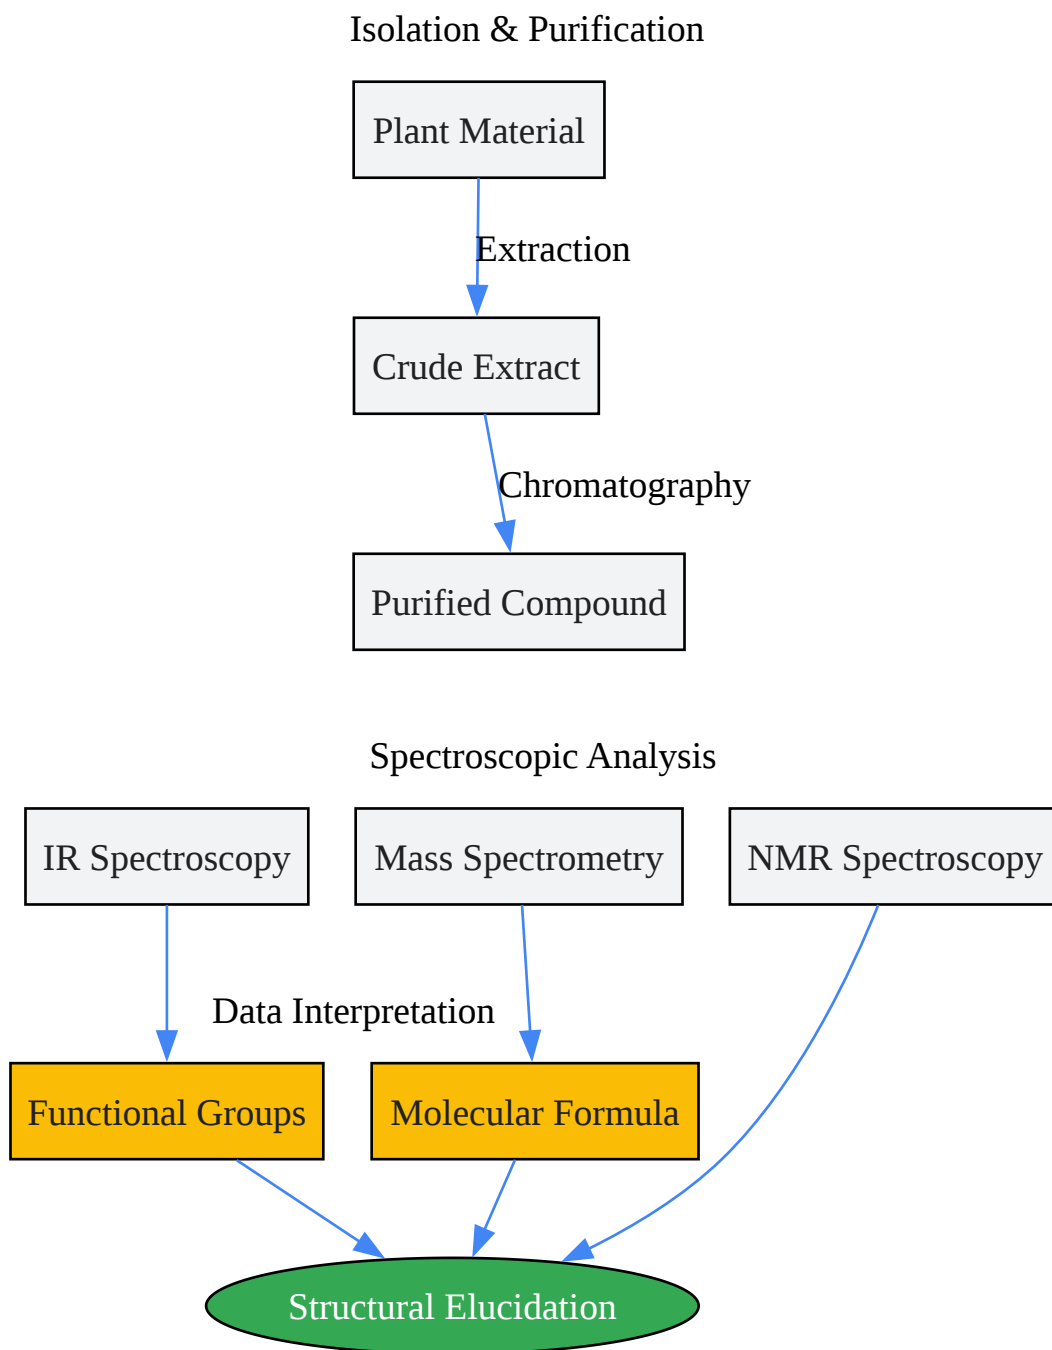 Isolation & Purification
Plant Material
Extraction
Crude Extract
Chromatography
Purified Compound
Spectroscopic Analysis
IR Spectroscopy
Mass Spectrometry
NMR Spectroscopy
Data Interpretation
Functional Groups
Molecular Formula
Structural Elucidation